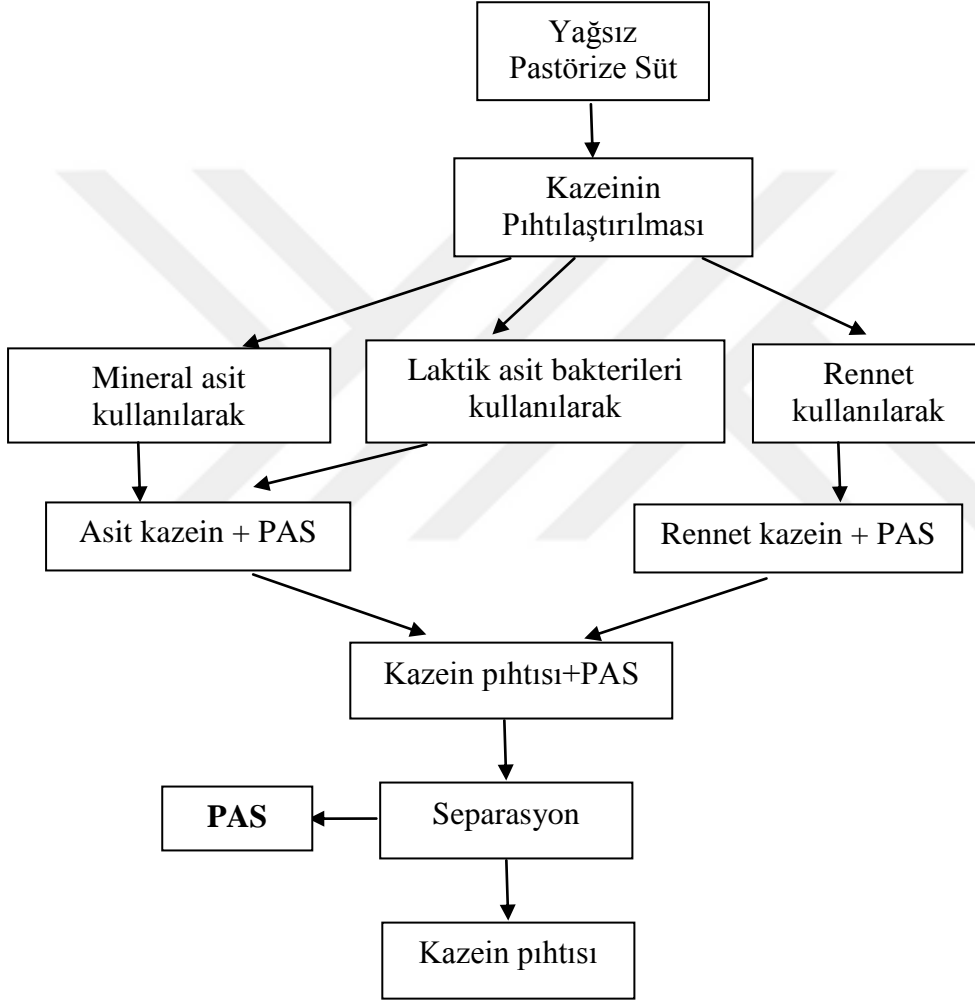 Yağsız
Pastörize Süt
Kazeinin
Pıhtılaştırılması
Mineral asit
kullanılarak
Laktik asit bakterileri
kullanılarak
Rennet
kullanılarak
Asit kazein + PAS
Rennet kazein + PAS
Kazein pıhtısı+PAS
PAS
Separasyon
Kazein pıhtısı